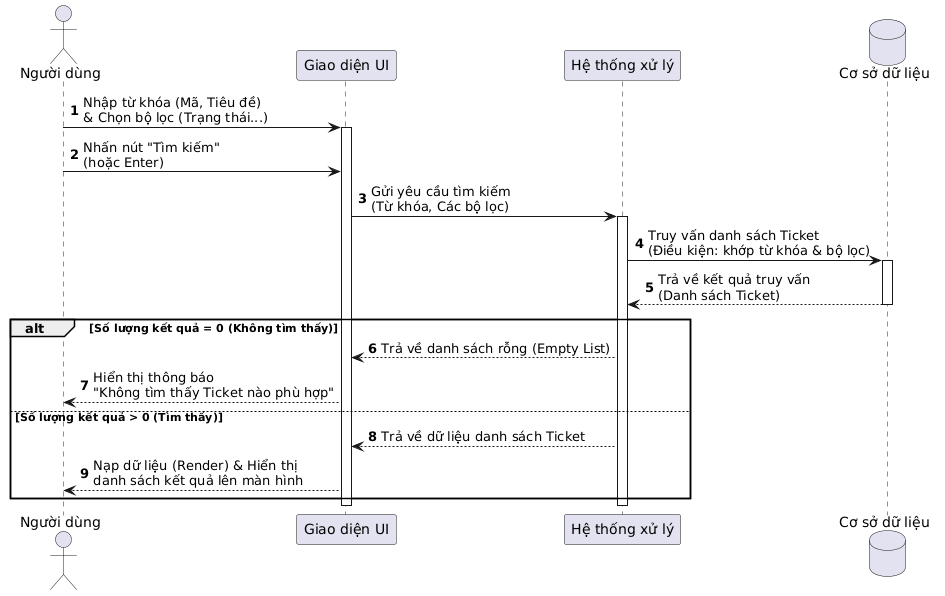 Người dùng
Giao diện UI
Hệ thống xử lý
Cơ sở dữ liệu
1 Nhập từ khóa (Mã, Tiêu đề)
& Chọn bộ lọc (Trạng thái...)
2 Nhấn nút "Tìm kiếm"
(hoặc Enter)
3 Gửi yêu cầu tìm kiếm
(Từ khóa, Các bộ lọc)
4 Truy vấn danh sách Ticket
(Điều kiện: khớp từ khóa & bộ lọc)
5 Trả về kết quả truy vấn
(Danh sách Ticket)
alt [Số lượng kết quả = 0 (Không tìm thấy)]
6 Trả về danh sách rỗng (Empty List)
7 Hiển thị thông báo
"Không tìm thấy Ticket nào phù hợp"
[Số lượng kết quả > 0 (Tìm thấy)]
8 Trả về dữ liệu danh sách Ticket
9 Nạp dữ liệu (Render) & Hiển thị
danh sách kết quả lên màn hình
Người dùng
Giao diện UI
Hệ thống xử lý
Cơ sở dữ liệu